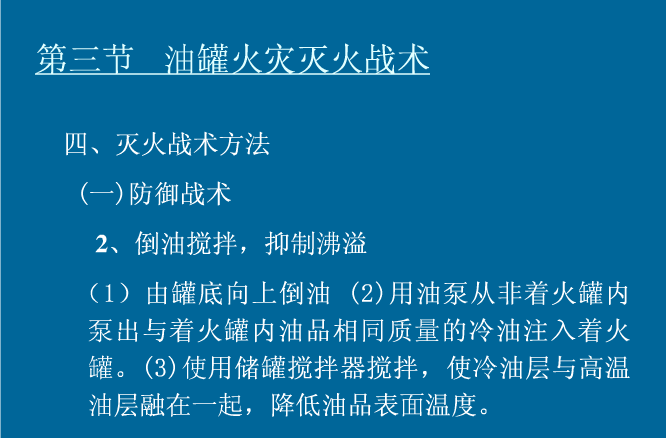 第三节 油罐火灾灭火战术
四、灭火战术方法
(一)防御战术
2、倒油搅拌，抑制沸溢
（1）由罐底向上倒油 (2)用油泵从非着火罐内
泵出与着火罐内油品相同质量的冷油注入着火
罐。(3)使用储罐搅拌器搅拌，使冷油层与高温
油层融在一起，降低油品表面温度。